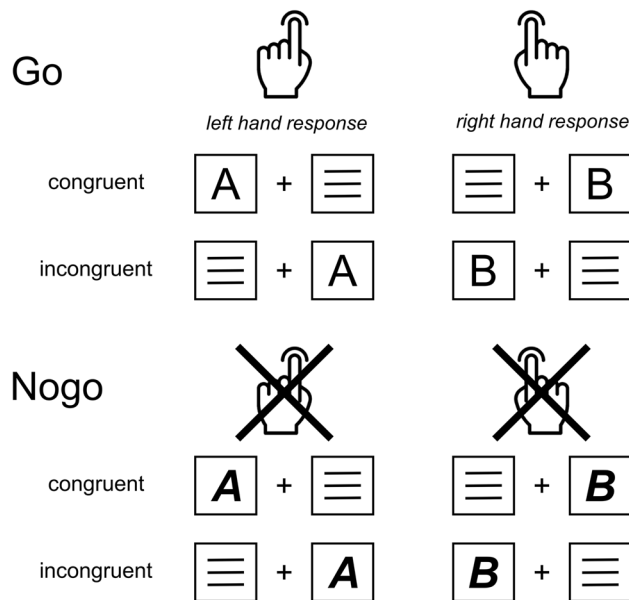 Go
left hand response right hand response
congruent A + + B
incongruent + A B +
Nogo
congruent A + + B
incongruent + A B +